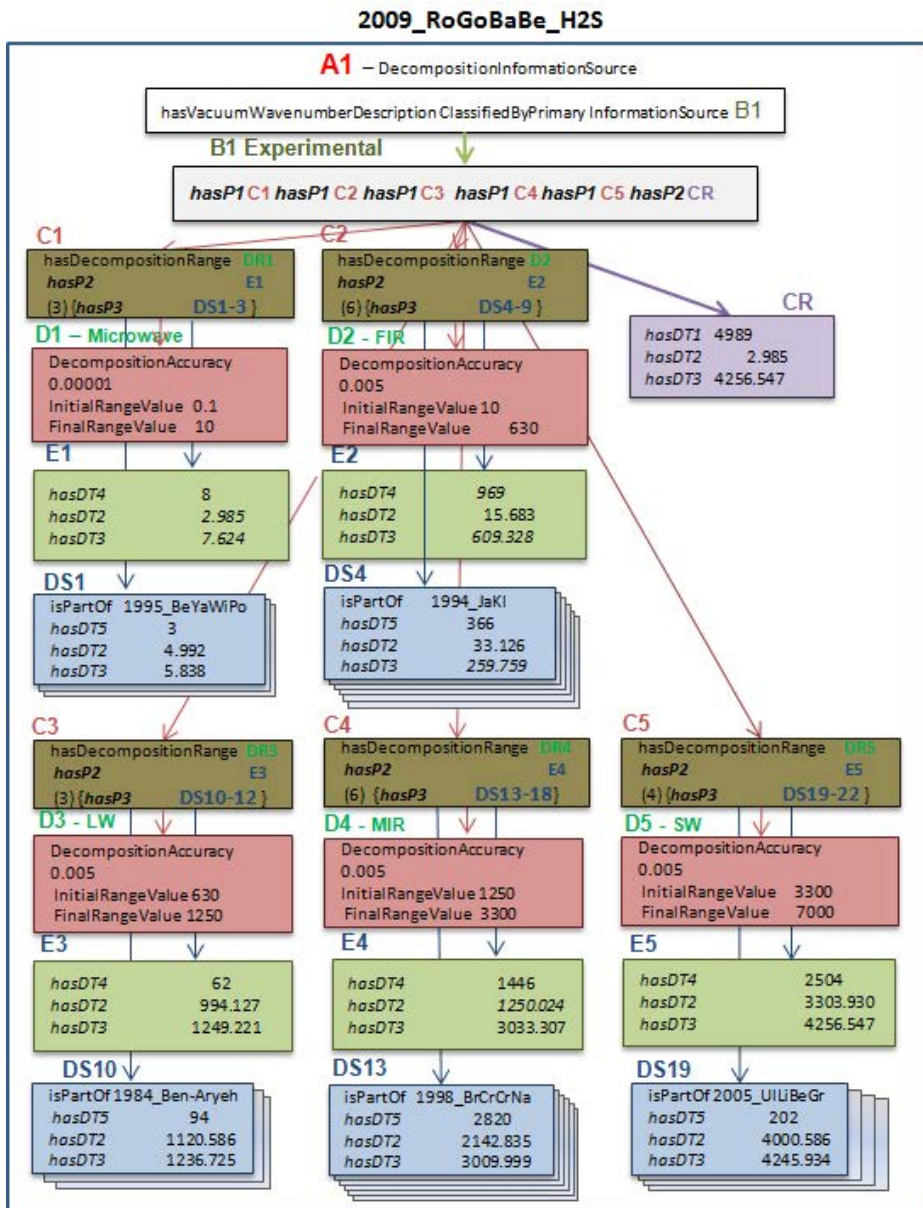 2009_RoGoBaBe_H2S
A1 – DecompositionInformationSource
hasVacuumWavenumberDescription ClassifiedByPrimary InformationSource B1
B1 Experimental
hasP1 C1 hasP1 C2 hasP1 C3 hasP1 C4 hasP1 C5 hasP2 CR
C1
hasDecompositionRange DR1
hasP2 E1
(3) {hasP3 DS1-3 }
D1 – Microwave
DecompositionAccuracy
0.00001
InitialRangeValue 0.1
FinalRangeValue 10
E1
hasDT4 8
hasDT2 2.985
hasDT3 7.624
DS1
isPartOf 1995_BeYaWiPo
hasDT5 3
hasDT2 4.992
hasDT3 5.838
C2
hasDecompositionRange D2
hasP2 E2
(6) {hasP3 DS4-9 }
D2 - FIR
DecompositionAccuracy
0.005
InitialRangeValue 10
FinalRangeValue 630
E2
hasDT4 969
hasDT2 15.683
hasDT3 609.328
DS4
isPartOf 1994_JaKl
hasDT5 366
hasDT2 33.126
hasDT3 259.759
CR
hasDT1 4989
hasDT2 2.985
hasDT3 4256.547
C3
hasDecompositionRange DR3
hasP2 E3
(3) {hasP3 DS10-12 }
D3 - LW
DecompositionAccuracy
0.005
InitialRangeValue 630
FinalRangeValue 1250
E3
hasDT4 62
hasDT2 994.127
hasDT3 1249.221
DS10
isPartOf 1984_Ben-Aryeh
hasDT5 94
hasDT2 1120.586
hasDT3 1236.725
C4
hasDecompositionRange DR4
hasP2 E4
(6) {hasP3 DS13-18}
D4 - MIR
DecompositionAccuracy
0.005
InitialRangeValue 1250
FinalRangeValue 3300
E4
hasDT4 1446
hasDT2 1250.024
hasDT3 3033.307
DS13
isPartOf 1998_BrCrCrNa
hasDT5 2820
hasDT2 2142.835
hasDT3 3009.999
C5
hasDecompositionRange DR5
hasP2 E5
(4) {hasP3 DS19-22 }
D5 - SW
DecompositionAccuracy
0.005
InitialRangeValue 3300
FinalRangeValue 7000
E5
hasDT4 2504
hasDT2 3303.930
hasDT3 4256.547
DS19
isPartOf 2005_UlLiBeGr
hasDT5 202
hasDT2 4000.586
hasDT3 4245.934